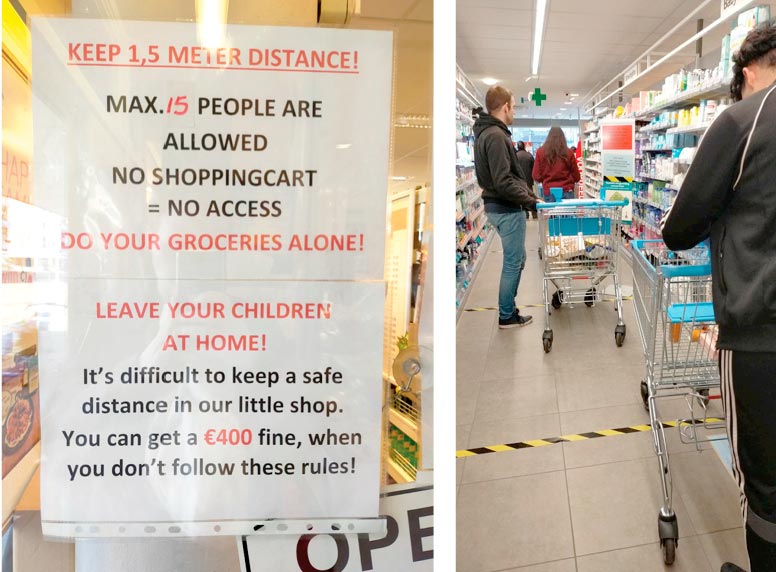 KEEP 1,5 METER DISTANCE!
MAX.15 PEOPLE ARE
ALLOWED
NO SHOPPINGCART
= NO ACCESS
DO YOUR GROCERIES ALONE!
LEAVE YOUR CHILDREN
AT HOME!
It's difficult to keep a safe
distance in our little shop.
You can get a €400 fine, when
you don't follow these rules!
OPE